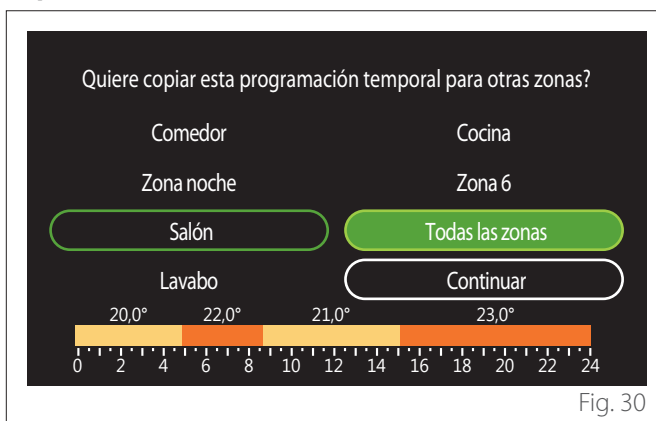 Quiere copiar esta programación temporal para otras zonas?
Comedor Cocina
Zona noche Zona 6
Salón Todas las zonas
Lavabo Continuar
20,0° 22,0° 21,0° 23,0°
0 2 4 6 8 10 12 14 16 18 20 22 24
Fig. 30